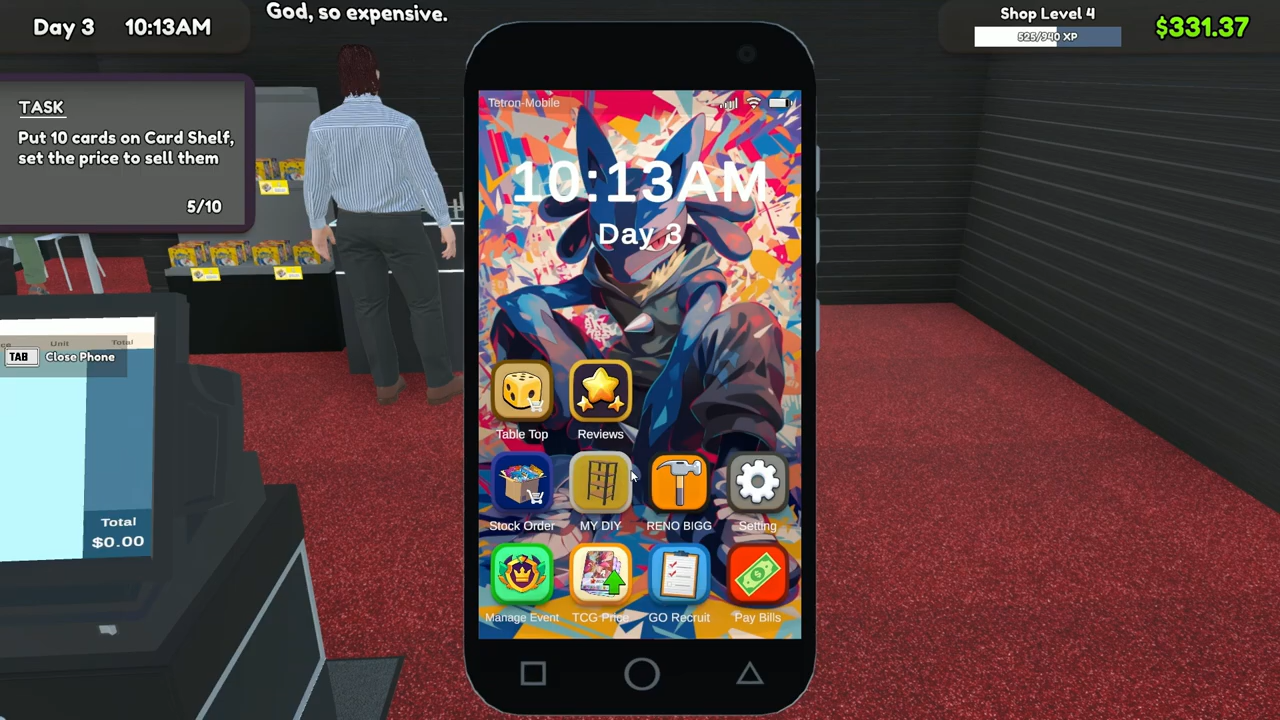 Day 3 10:13AM
God, so expensive.
Shop Level 4
525/940 XP
$331.37
TASK
Put 10 cards on Card Shelf,
set the price to sell them
5/10
Unit Total
TAB Close Phone
Total
$0.00
Tetron-Mobile
10:13AM
Day 3
Table Top Reviews
Stock Order MY DIY RENO BIGG Setting
Manage Event TCG Price GO Recruit Pay Bills